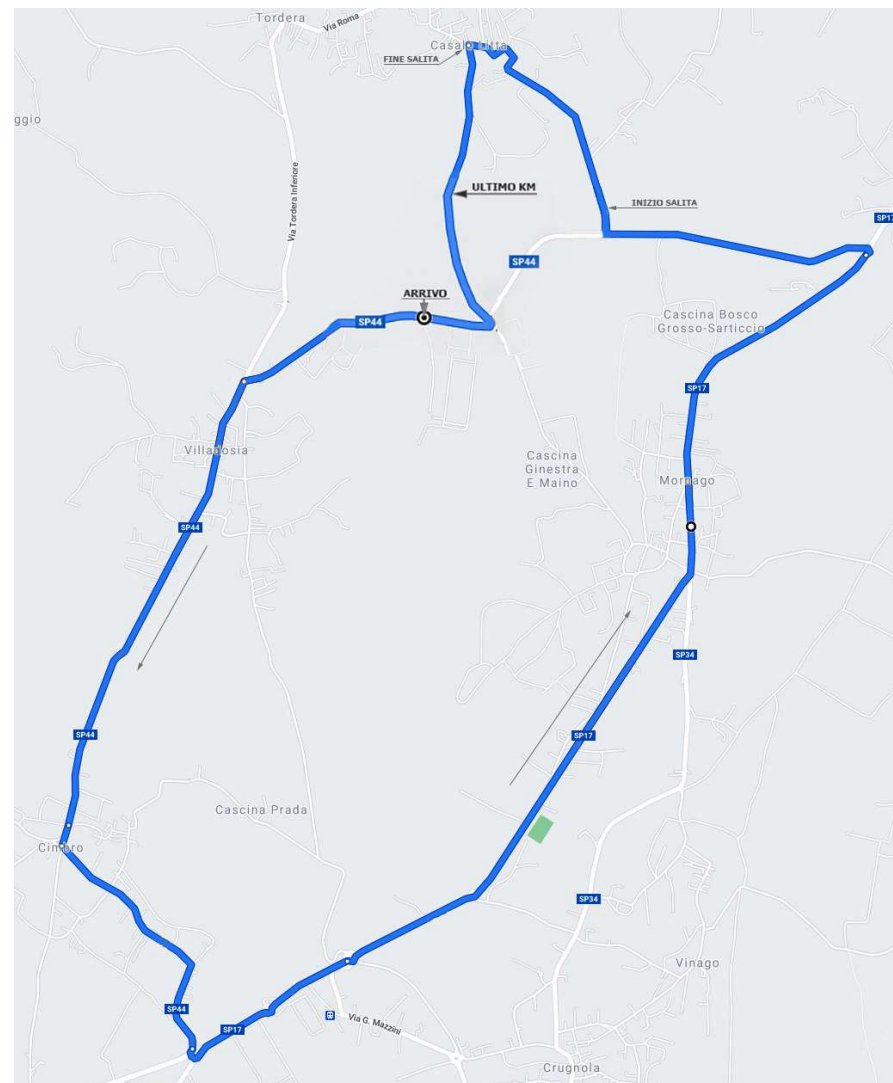 Tordera
Via Roma
Casale Litta
FINE SALITA
ggio
Via Tordera Inferiore
ULTIMO KM
INIZIO SALITA
SP17
SP44
ARRIVO
SP44
Cascina Bosco
Grosso-Sarticcio
SP17
Villadosia
Cascina
Ginestra
E Maino
Mornago
SP44
SP34
SP44
SP17
Cascina Prada
Cimbro
SP34
Vinago
SP44
SP17
Via G. Mazzini
Crugnola